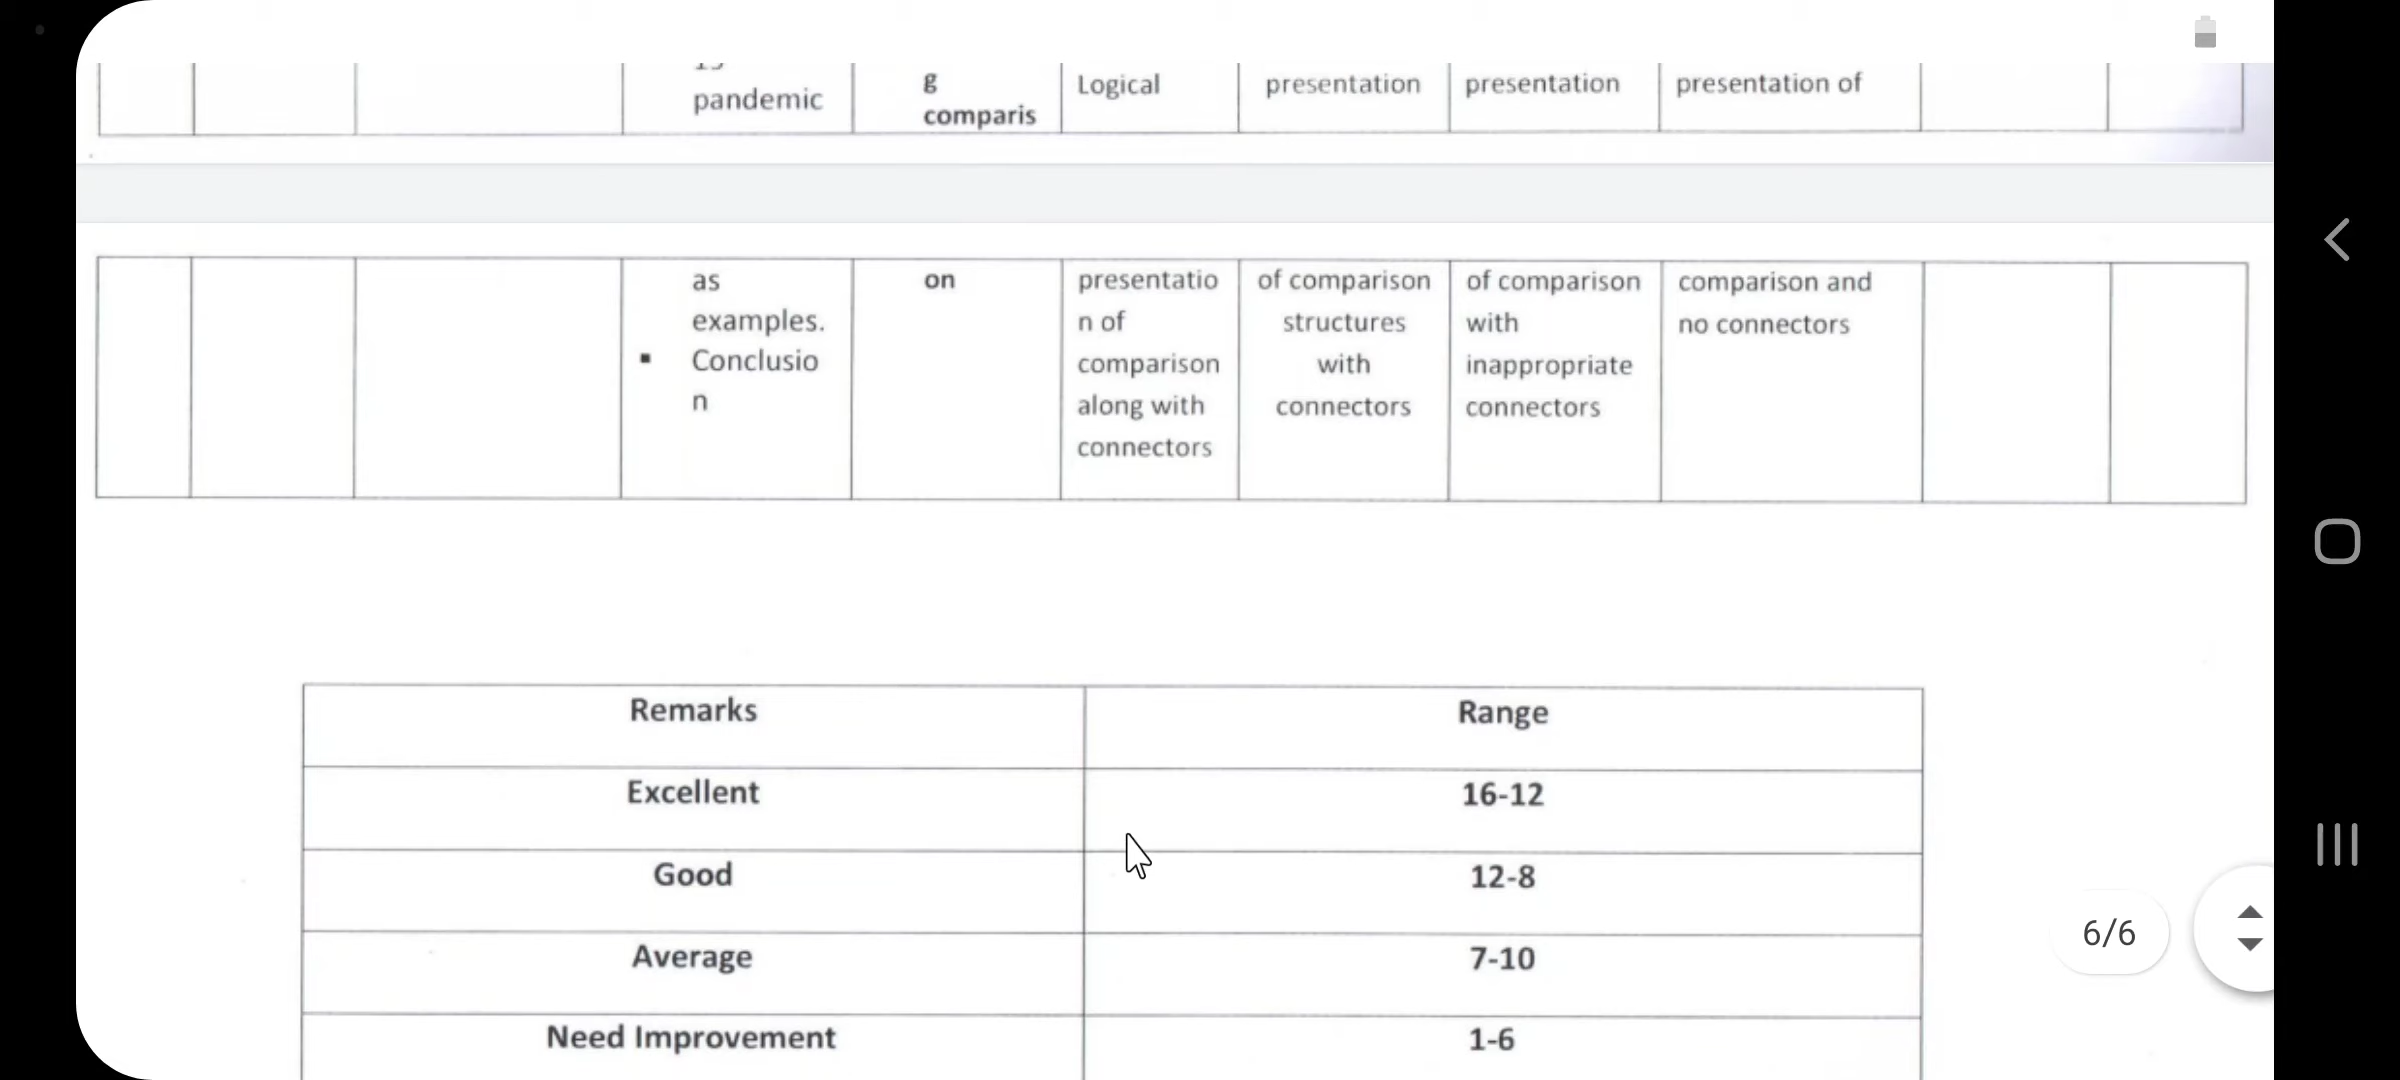 pandemic
g
comparis
Logical
presentation
presentation
presentation of
as
examples.
▪ Conclusio
n
on
presentatio
n of
comparison
along with
connectors
of comparison
structures
with
connectors
of comparison
with
inappropriate
connectors
comparison and
no connectors
Remarks Range
Excellent 16-12
Good 12-8
Average 7-10
Need Improvement 1-6
6/6